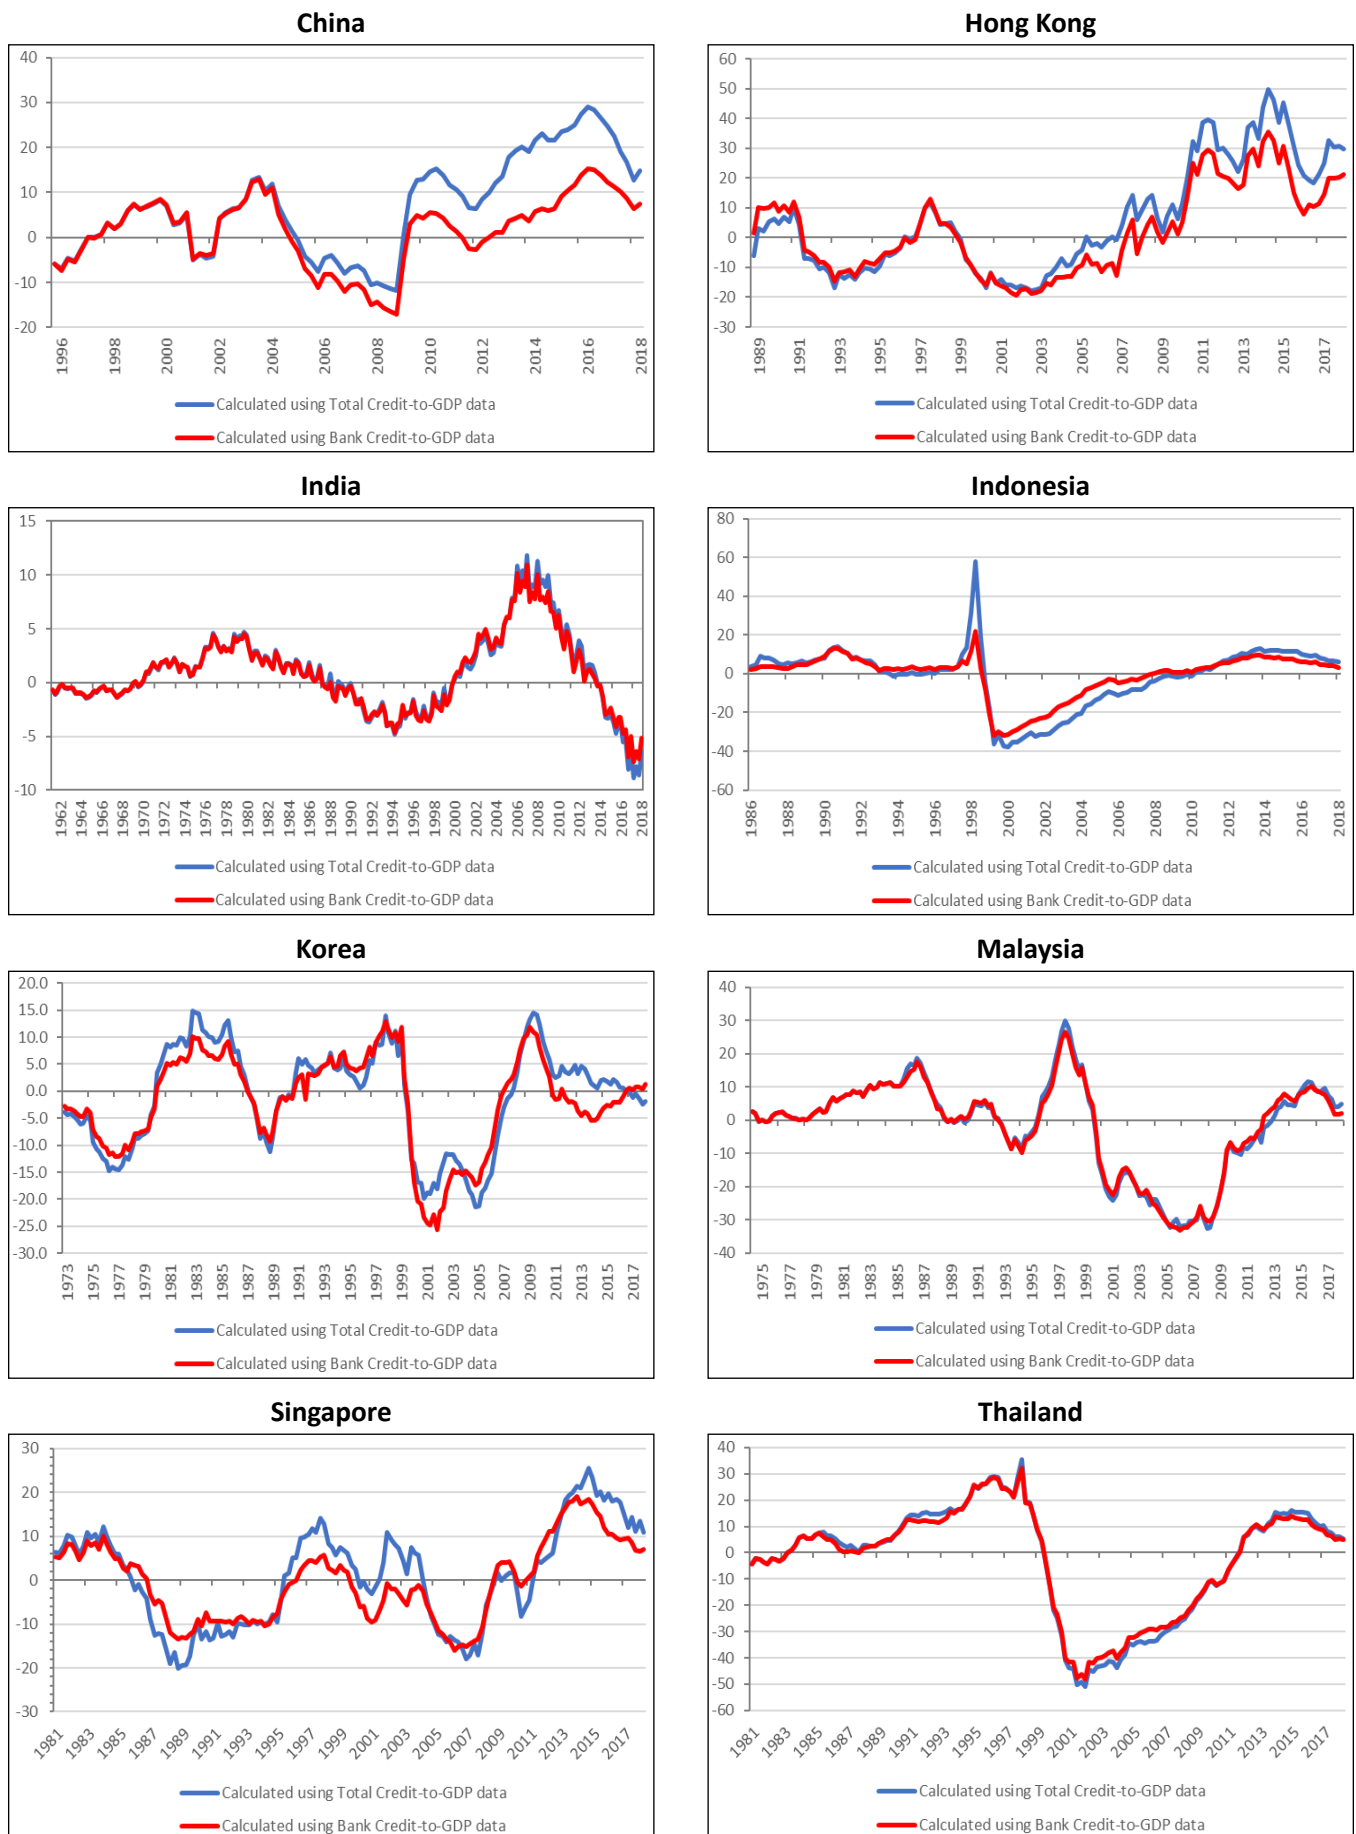 China
40
30
20
10
0
-10
-20
1996 1998 2000 2002 2004 2006 2008 2010 2012 2014 2016 2018
Calculated using Total Credit-to-GDP data
Calculated using Bank Credit-to-GDP data
Hong Kong
60
50
40
30
20
10
0
-10
-20
-30
1989 1991 1993 1995 1997 1999 2001 2003 2005 2007 2009 2011 2013 2015 2017
Calculated using Total Credit-to-GDP data
Calculated using Bank Credit-to-GDP data
India
15
10
5
0
-5
-10
1962 1964 1966 1968 1970 1972 1974 1976 1978 1980 1982 1984 1986 1988 1990 1992 1994 1996 1998 2000 2002 2004 2006 2008 2010 2012 2014 2016 2018
Calculated using Total Credit-to-GDP data
Calculated using Bank Credit-to-GDP data
Indonesia
80
60
40
20
0
-20
-40
-60
1986 1988 1990 1992 1994 1996 1998 2000 2002 2004 2006 2008 2010 2012 2014 2016 2018
Calculated using Total Credit-to-GDP data
Calculated using Bank Credit-to-GDP data
Korea
20.0
15.0
10.0
5.0
0.0
-5.0
-10.0
-15.0
-20.0
-25.0
-30.0
1973 1975 1977 1979 1981 1983 1985 1987 1989 1991 1993 1995 1997 1999 2001 2003 2005 2007 2009 2011 2013 2015 2017
Calculated using Total Credit-to-GDP data
Calculated using Bank Credit-to-GDP data
Malaysia
40
30
20
10
0
-10
-20
-30
-40
1975 1977 1979 1981 1983 1985 1987 1989 1991 1993 1995 1997 1999 2001 2003 2005 2007 2009 2011 2013 2015 2017
Calculated using Total Credit-to-GDP data
Calculated using Bank Credit-to-GDP data
Singapore
30
20
10
0
-10
-20
-30
1981 1983 1985 1987 1989 1991 1993 1995 1997 1999 2001 2003 2005 2007 2009 2011 2013 2015 2017
Calculated using Total Credit-to-GDP data
Calculated using Bank Credit-to-GDP data
Thailand
40
30
20
10
0
-10
-20
-30
-40
-50
-60
1981 1983 1985 1987 1989 1991 1993 1995 1997 1999 2001 2003 2005 2007 2009 2011 2013 2015 2017
Calculated using Total Credit-to-GDP data
Calculated using Bank Credit-to-GDP data